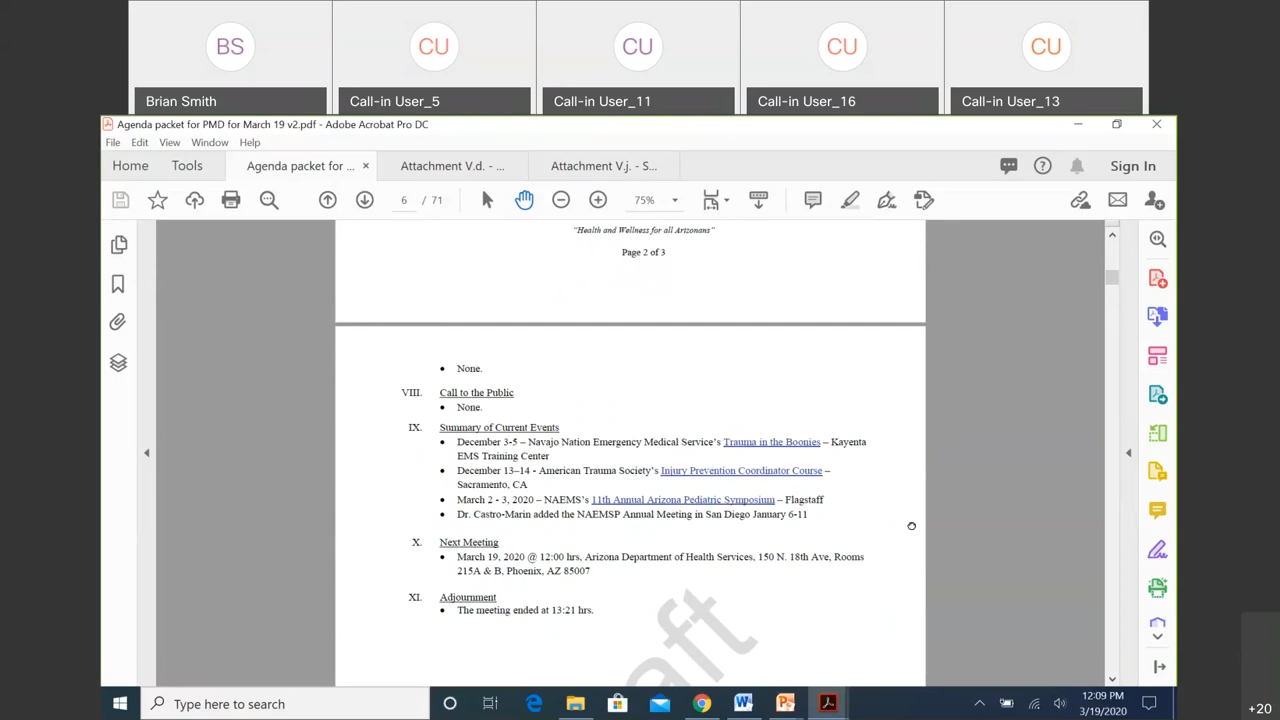 BS
CU
CU
CU
CU
Brian Smith
Call-in User_5
Call-in User_11
Call-in User_16
Call-in User_13
Agenda packet for PMD for March 19 v2.pdf - Adobe Acrobat Pro DC
File Edit View Window Help
Home Tools Agenda packet for ... × Attachment V.d. - ... Attachment V.j. - S... Sign In
6 / 71 75%
"Health and Wellness for all Arizonans"
Page 2 of 3
• None.
VIII. Call to the Public
• None.
IX. Summary of Current Events
• December 3-5 – Navajo Nation Emergency Medical Service's Trauma in the Boonies – Kayenta
EMS Training Center
• December 13–14 - American Trauma Society's Injury Prevention Coordinator Course –
Sacramento, CA
• March 2 - 3, 2020 – NAEMS's 11th Annual Arizona Pediatric Symposium – Flagstaff
• Dr. Castro-Marin added the NAEMSP Annual Meeting in San Diego January 6-11
X. Next Meeting
• March 19, 2020 @ 12:00 hrs, Arizona Department of Health Services, 150 N. 18th Ave, Rooms
215A & B, Phoenix, AZ 85007
XI. Adjournment
• The meeting ended at 13:21 hrs.
aft
Type here to search
12:09 PM
3/19/2020
+20